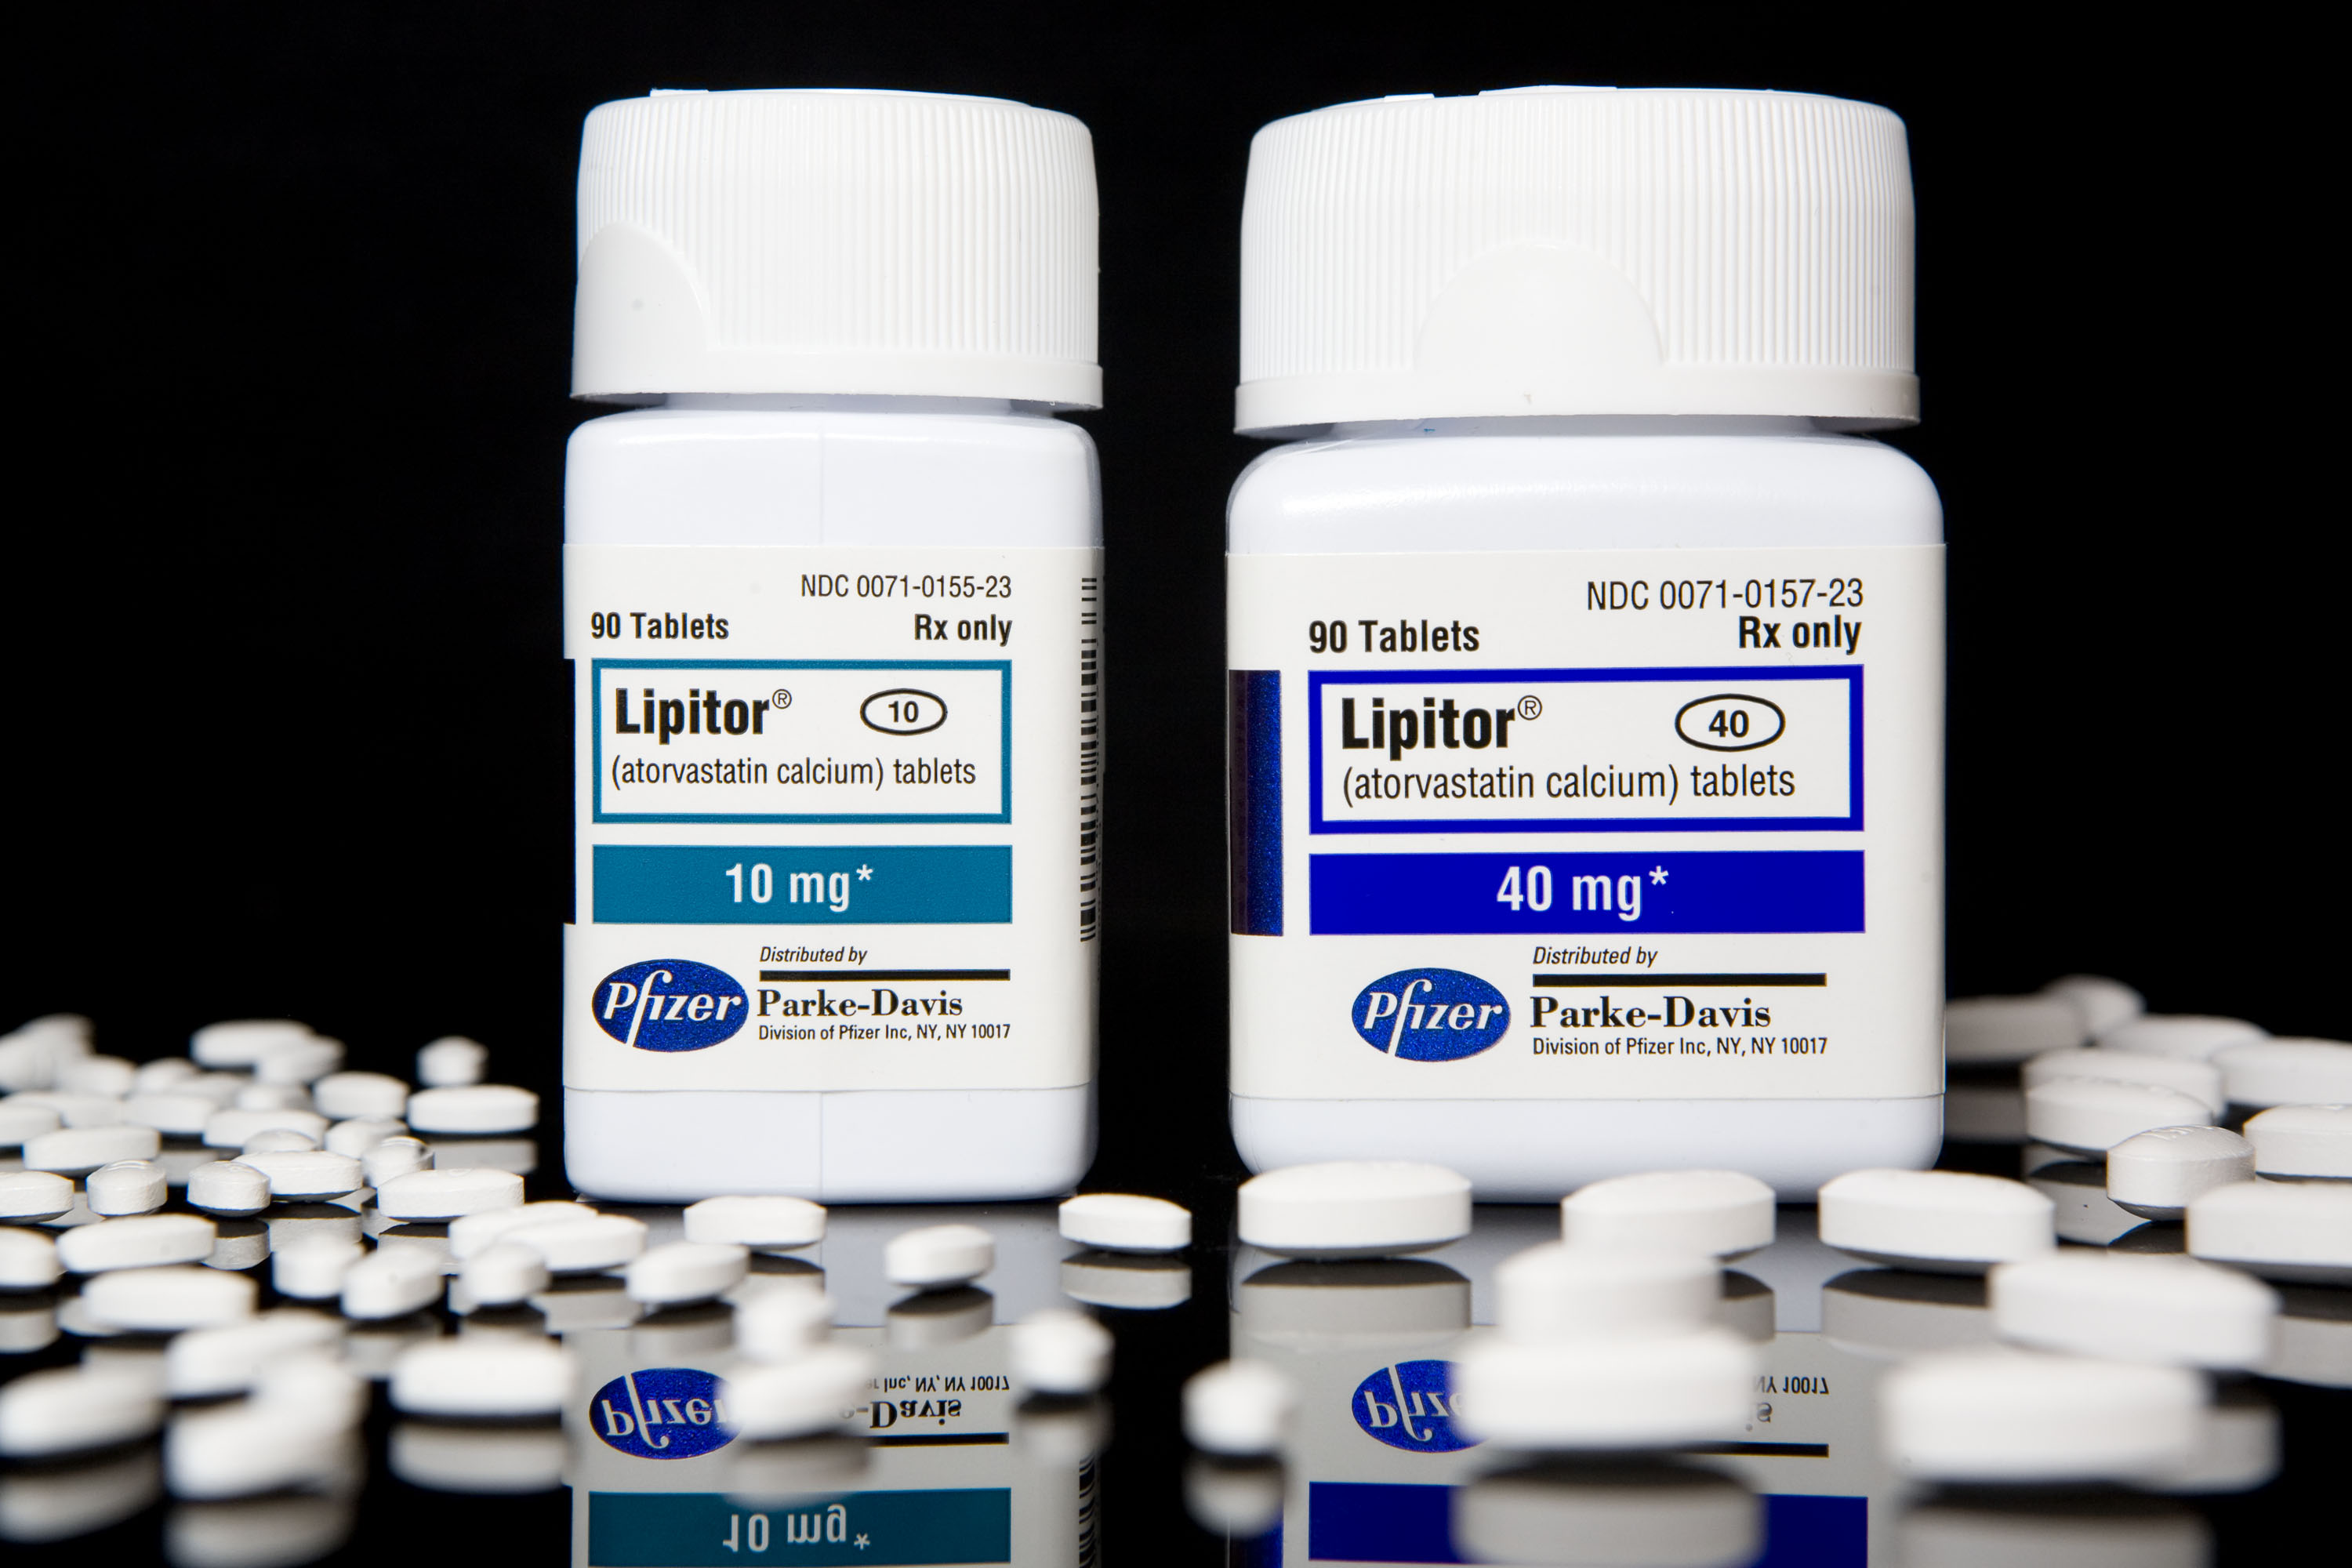 NDC 0071-0155-23
90 Tablets Rx only
Lipitor® 10
(atorvastatin calcium) tablets
10 mg*
Distributed by
Pfizer Parke-Davis
Division of Pfizer Inc, NY, NY 10017
NDC 0071-0157-23
90 Tablets Rx only
Lipitor® 40
(atorvastatin calcium) tablets
40 mg*
Distributed by
Pfizer Parke-Davis
Division of Pfizer Inc, NY, NY 10017